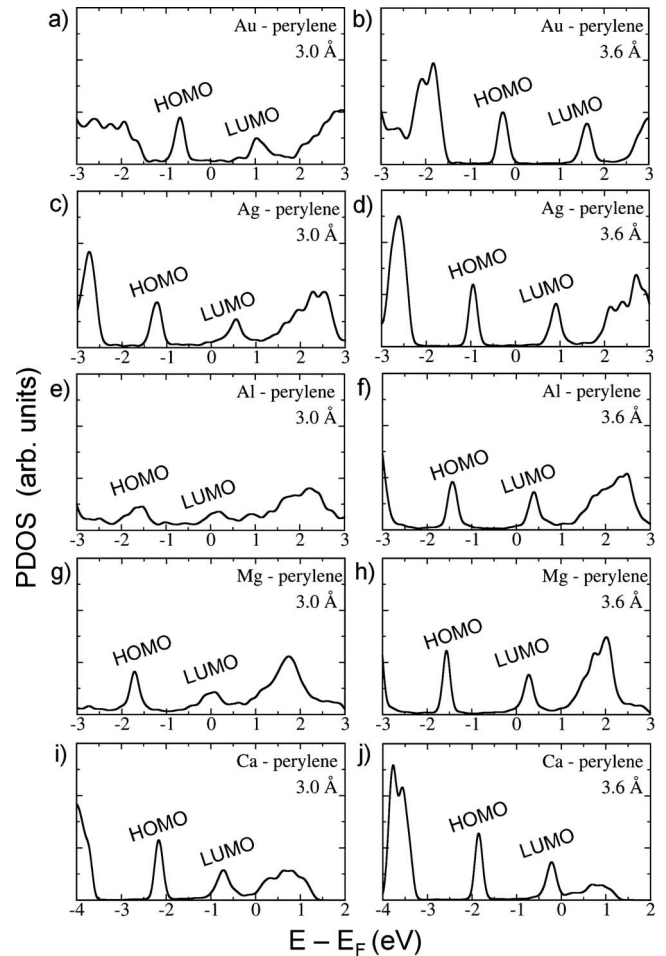 a)
Au - perylene
3.0 Å
HOMO
LUMO
-3 -2 -1 0 1 2 3
b)
Au - perylene
3.6 Å
HOMO
LUMO
-3 -2 -1 0 1 2 3
c)
Ag - perylene
3.0 Å
HOMO
LUMO
-3 -2 -1 0 1 2 3
d)
Ag - perylene
3.6 Å
HOMO
LUMO
-3 -2 -1 0 1 2 3
e)
Al - perylene
3.0 Å
HOMO
LUMO
-3 -2 -1 0 1 2 3
f)
Al - perylene
3.6 Å
HOMO
LUMO
-3 -2 -1 0 1 2 3
g)
Mg - perylene
3.0 Å
HOMO
LUMO
-3 -2 -1 0 1 2 3
h)
Mg - perylene
3.6 Å
HOMO
LUMO
-3 -2 -1 0 1 2 3
i)
Ca - perylene
3.0 Å
HOMO
LUMO
-4 -3 -2 -1 0 1 2
j)
Ca - perylene
3.6 Å
HOMO
LUMO
-4 -3 -2 -1 0 1 2
PDOS (arb. units)
E – E_F (eV)